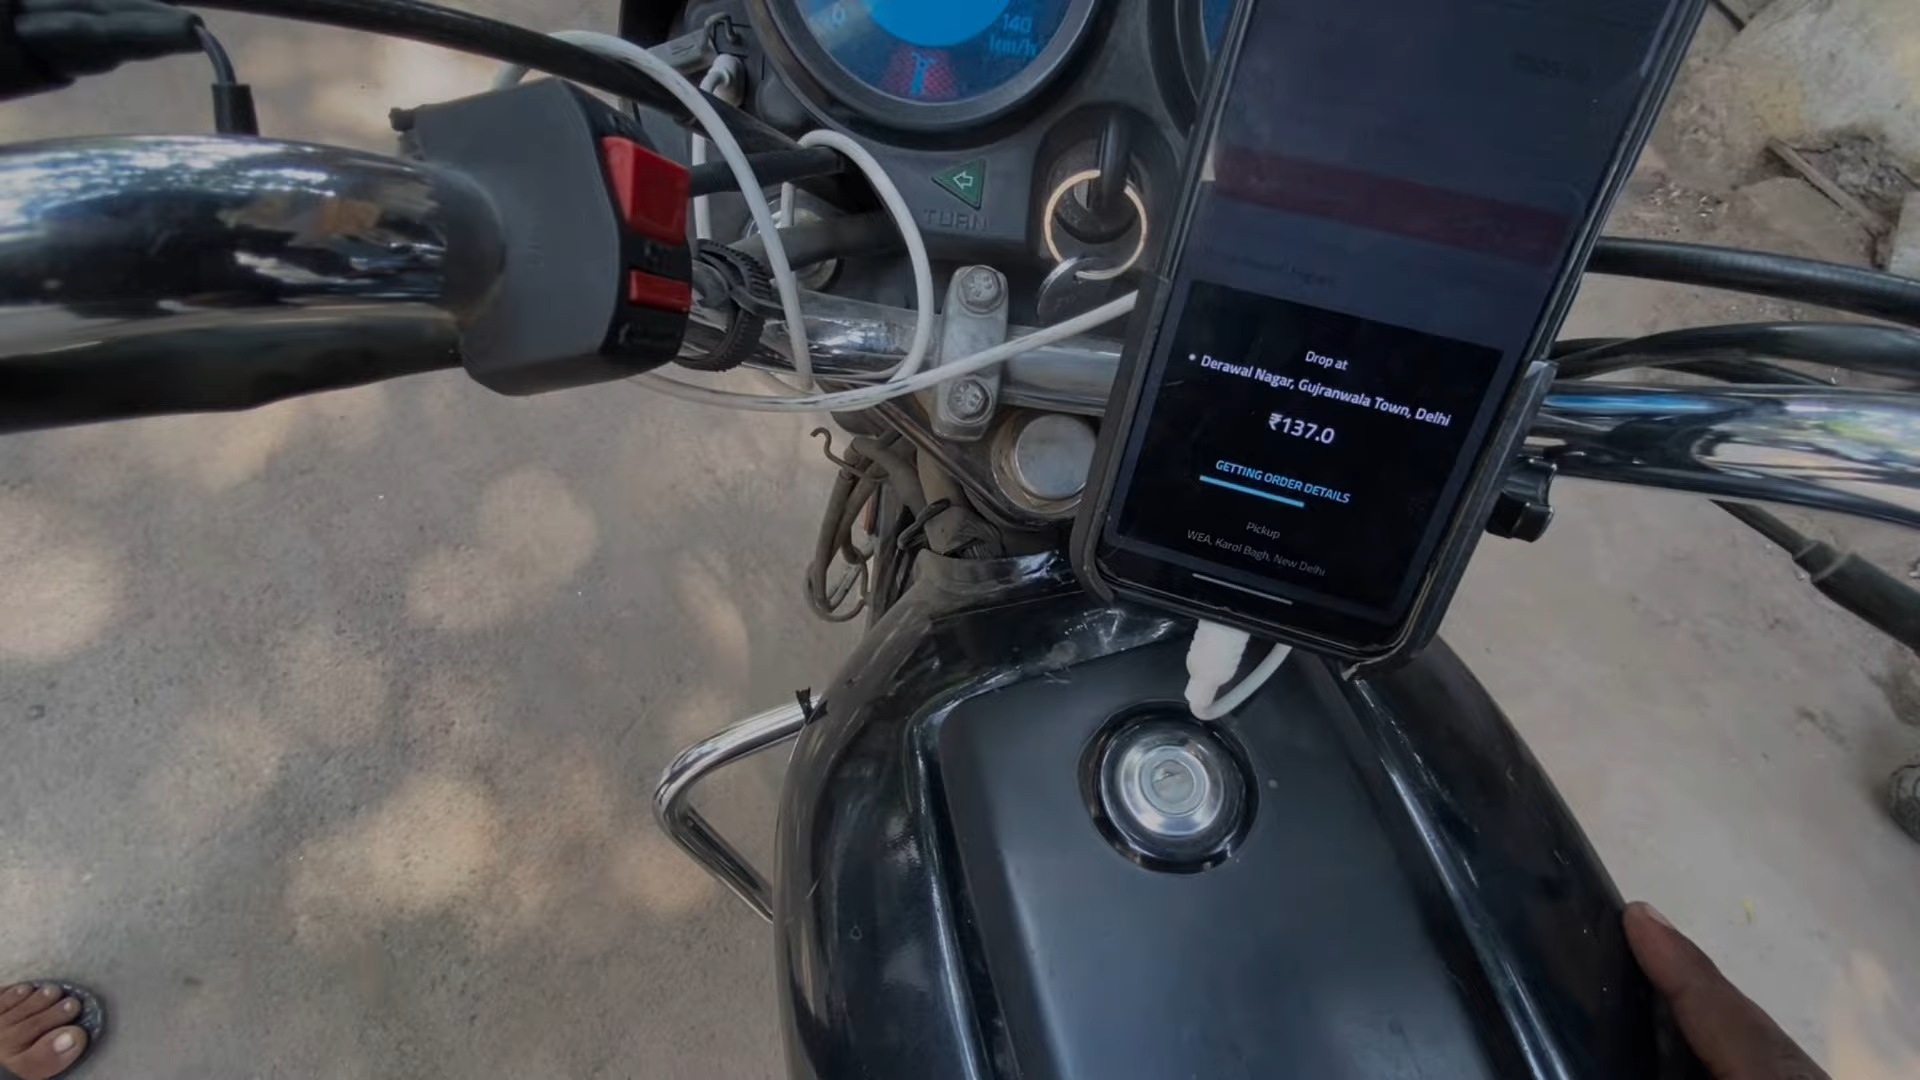 0
140
km/h
TURN
Drop at
• Derawal Nagar, Gujranwala Town, Delhi
₹137.0
GETTING ORDER DETAILS
Pickup
WEA, Karol Bagh, New Delhi